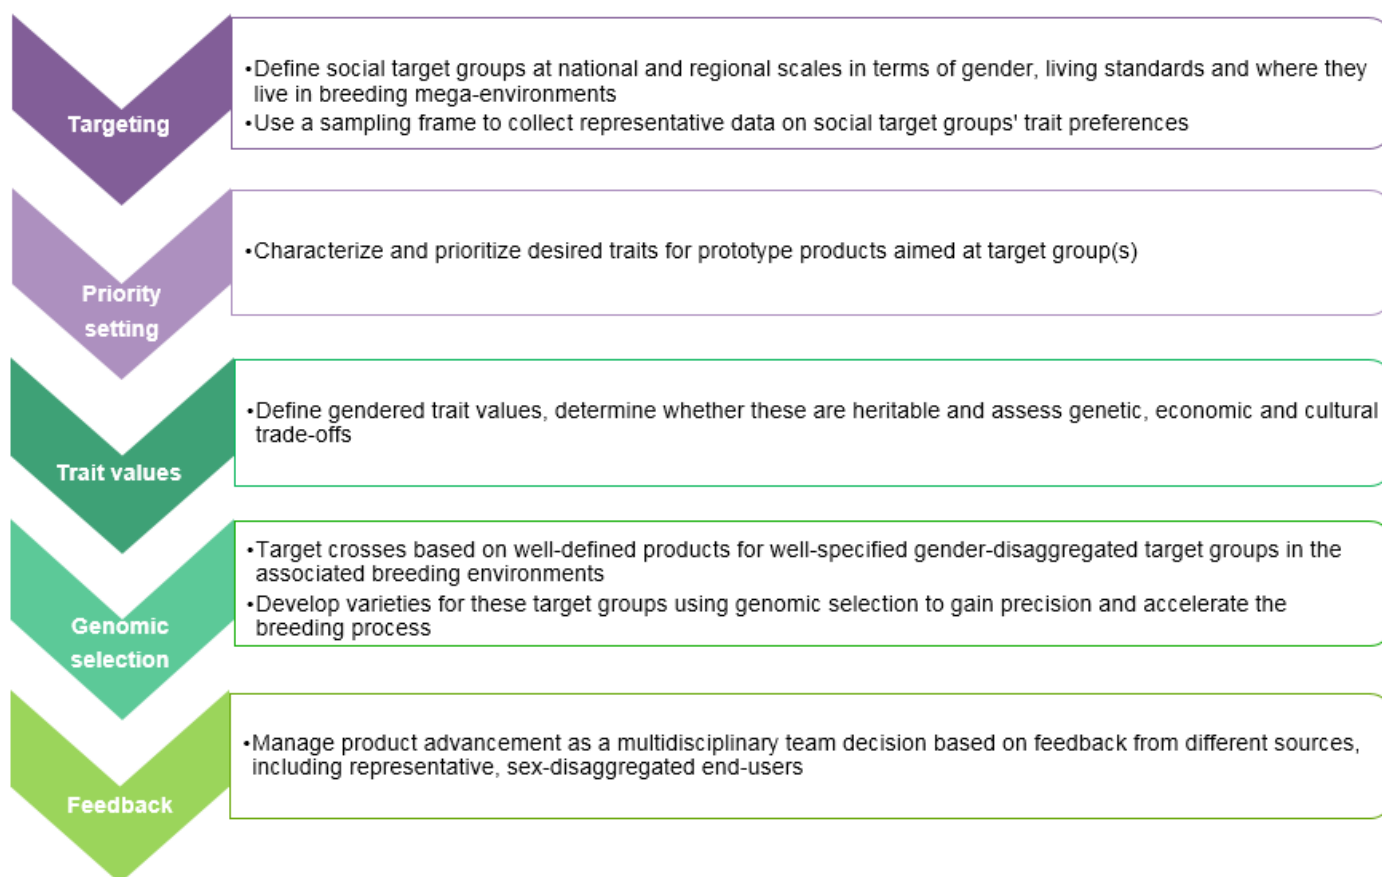 Targeting
•Define social target groups at national and regional scales in terms of gender, living standards and where they
live in breeding mega-environments
•Use a sampling frame to collect representative data on social target groups' trait preferences
Priority
setting
•Characterize and prioritize desired traits for prototype products aimed at target group(s)
Trait values
•Define gendered trait values, determine whether these are heritable and assess genetic, economic and cultural
trade-offs
Genomic
selection
•Target crosses based on well-defined products for well-specified gender-disaggregated target groups in the
associated breeding environments
•Develop varieties for these target groups using genomic selection to gain precision and accelerate the
breeding process
Feedback
•Manage product advancement as a multidisciplinary team decision based on feedback from different sources,
including representative, sex-disaggregated end-users